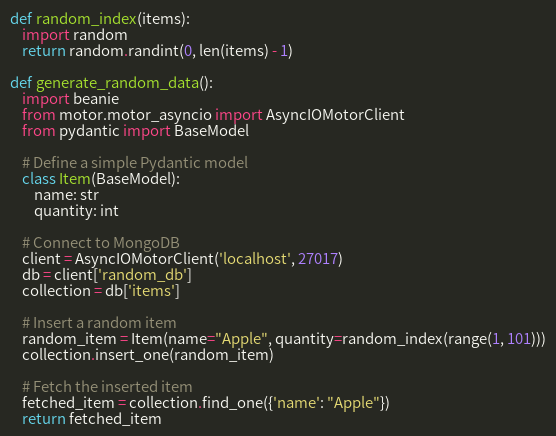 def random_index(items):
import random
return random.randint(0, len(items) - 1)
def generate_random_data():
import beanie
from motor.motor_asyncio import AsyncIOMotorClient
from pydantic import BaseModel
# Define a simple Pydantic model
class Item(BaseModel):
name: str
quantity: int
# Connect to MongoDB
client = AsyncIOMotorClient('localhost', 27017)
db = client['random_db']
collection = db['items']
# Insert a random item
random_item = Item(name="Apple", quantity=random_index(range(1, 101)))
collection.insert_one(random_item)
# Fetch the inserted item
fetched_item = collection.find_one({'name': "Apple"})
return fetched_item